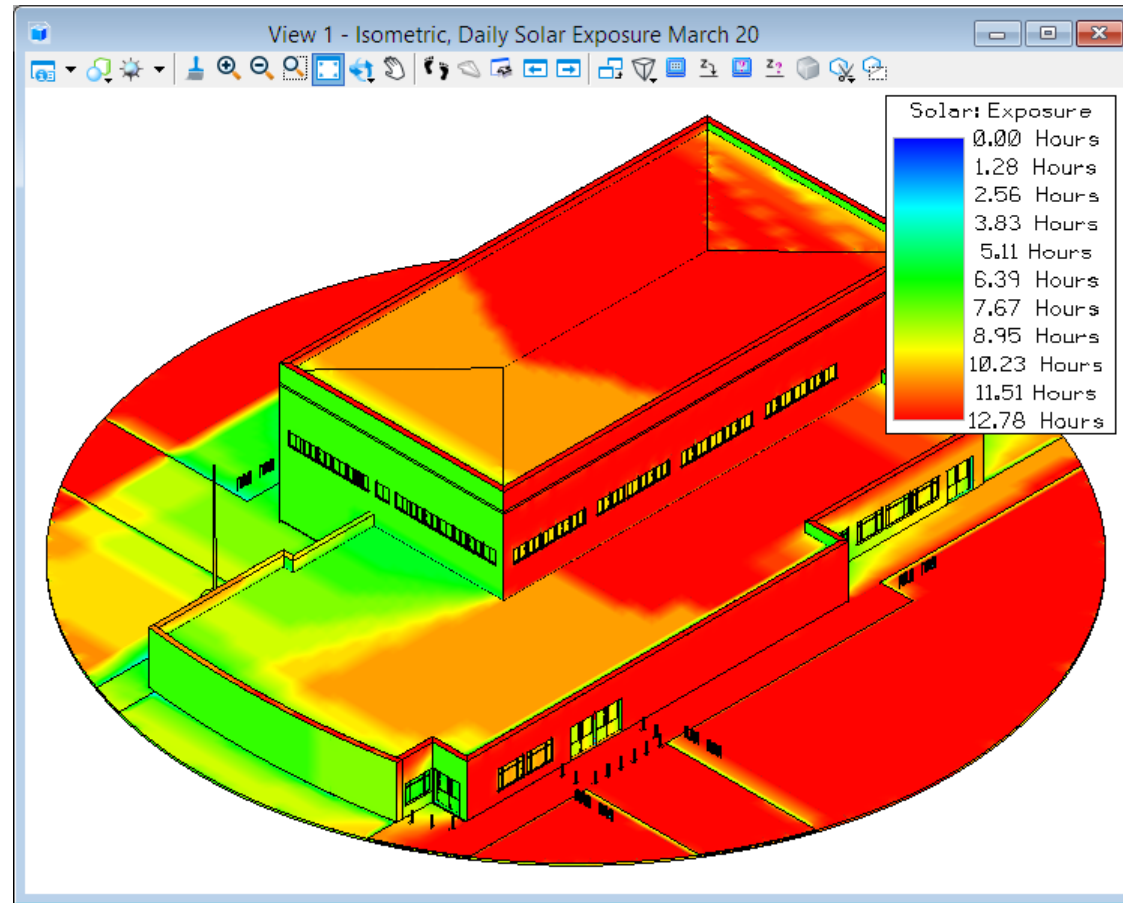 View 1 - Isometric, Daily Solar Exposure March 20
Solar: Exposure
0.00 Hours
1.28 Hours
2.56 Hours
3.83 Hours
5.11 Hours
6.39 Hours
7.67 Hours
8.95 Hours
10.23 Hours
11.51 Hours
12.78 Hours